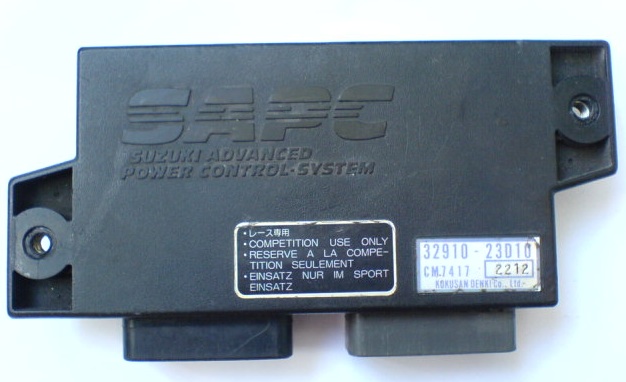 SAPC
SUZUKI ADVANCED
POWER CONTROL·SYSTEM
・レース専用
・COMPETITION USE ONLY
・RESERVE A LA COMPE-
TITION SEULEMENT
・EINSATZ NUR IM SPORT
EINSATZ
32910-23D10
CM.7417 2212
KOKUSAN DENKI Co., Ltd.